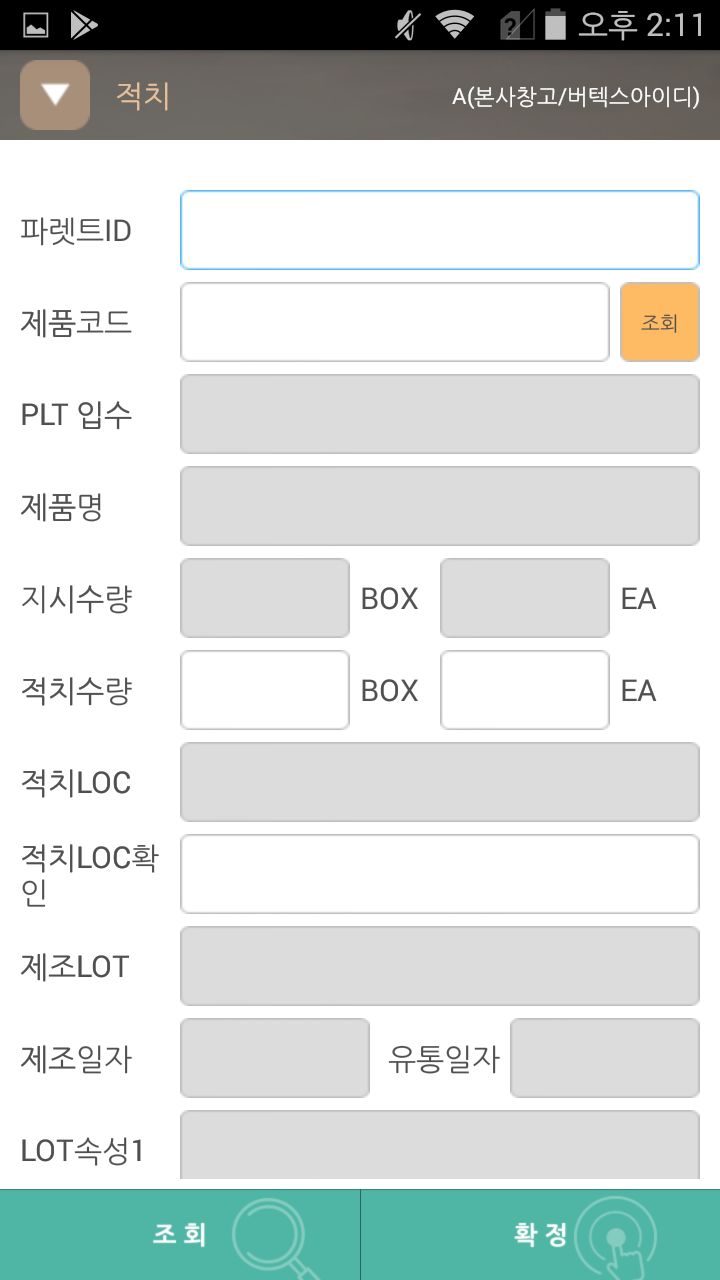 오후 2:11
적치
A(본사창고/버텍스아이디)
파렛트ID
제품코드 조회
PLT 입수
제품명
지시수량 BOX EA
적치수량 BOX EA
적치LOC
적치LOC확
인
제조LOT
제조일자 유통일자
LOT속성1
조 회 확 정